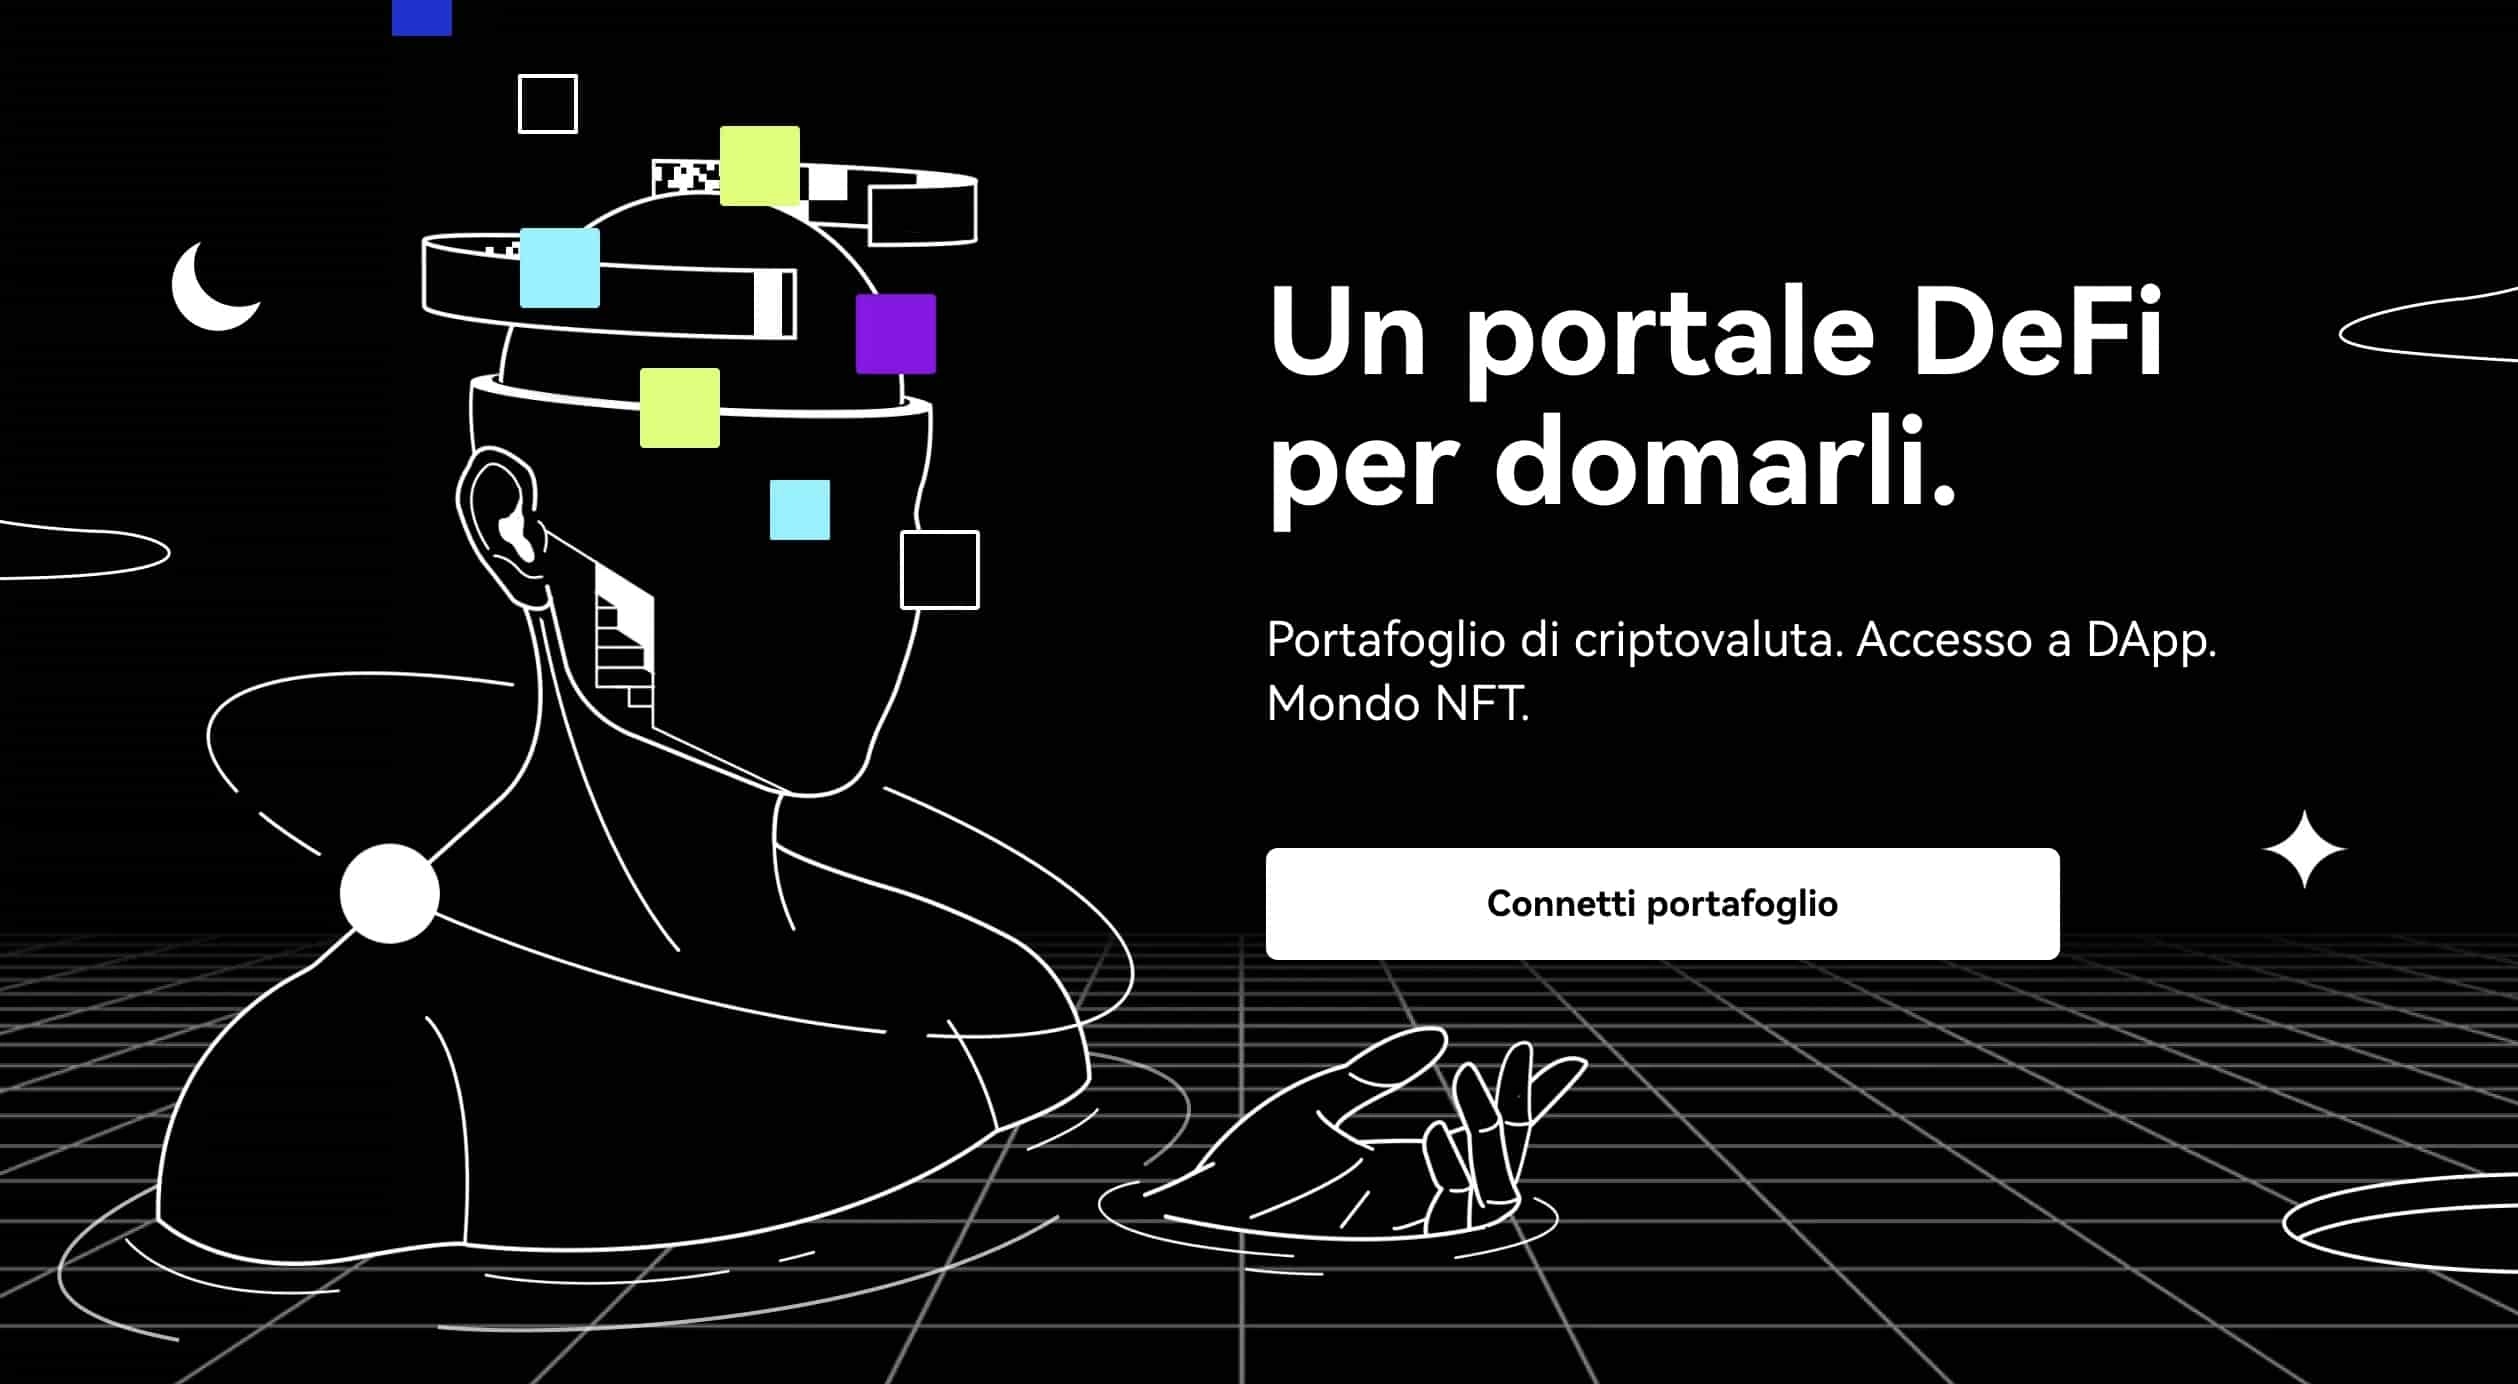 Un portale DeFi
per domarli.
Portafoglio di criptovaluta. Accesso a DApp.
Mondo NFT.
Connetti portafoglio